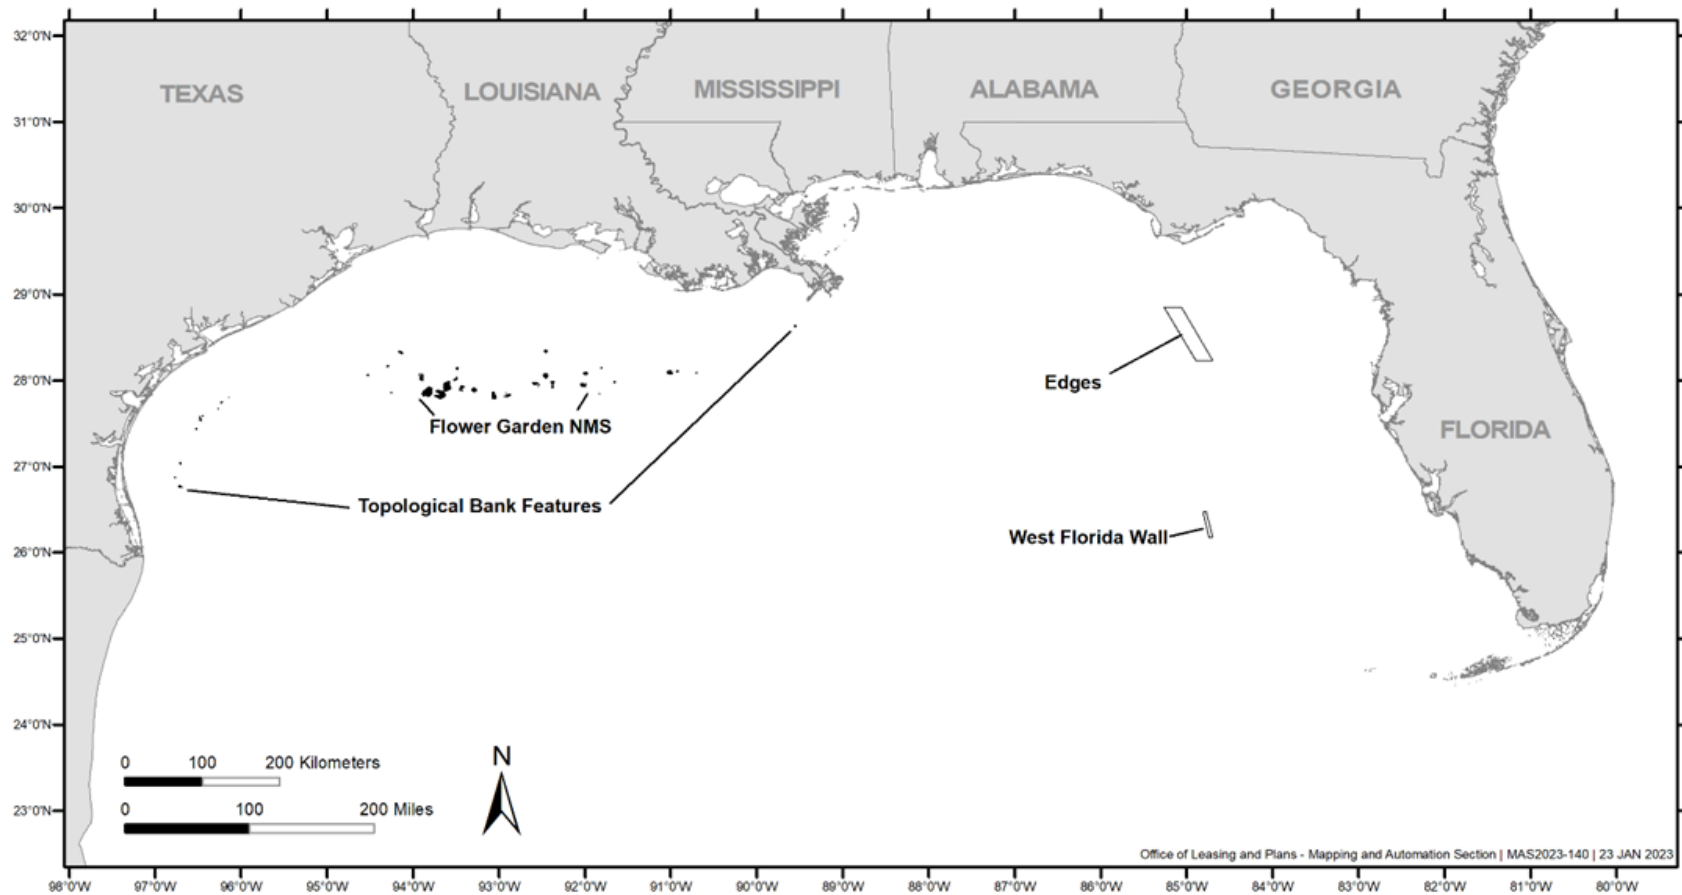 32°0'N
TEXAS
LOUISIANA
MISSISSIPPI
ALABAMA
GEORGIA
31°0'N
30°0'N
29°0'N
28°0'N
Edges
Flower Garden NMS
FLORIDA
27°0'N
Topological Bank Features
West Florida Wall
26°0'N
25°0'N
24°0'N
N
0 100 200 Kilometers
0 100 200 Miles
23°0'N
Office of Leasing and Plans - Mapping and Automation Section | MAS2023-140 | 23 JAN 2023
98°0'W 97°0'W 96°0'W 95°0'W 94°0'W 93°0'W 92°0'W 91°0'W 90°0'W 89°0'W 88°0'W 87°0'W 86°0'W 85°0'W 84°0'W 83°0'W 82°0'W 81°0'W 80°0'W